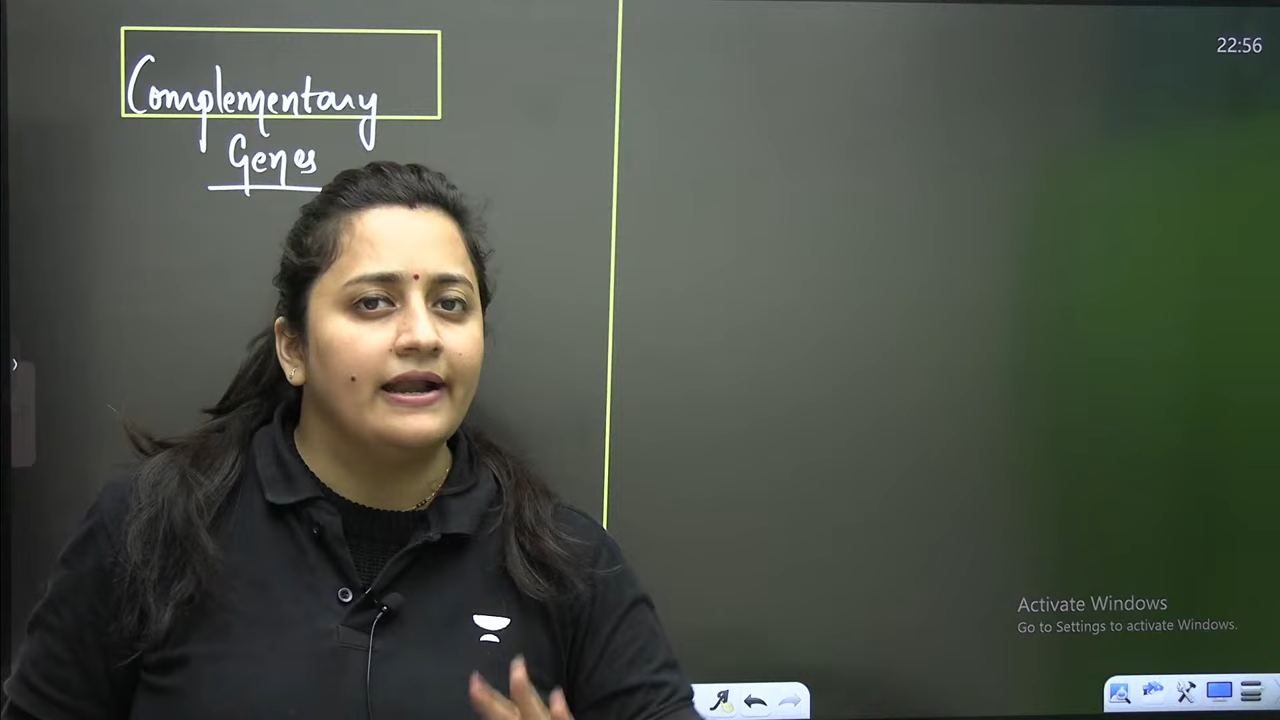 Complementary
Genes
22:56
Activate Windows
Go to Settings to activate Windows.